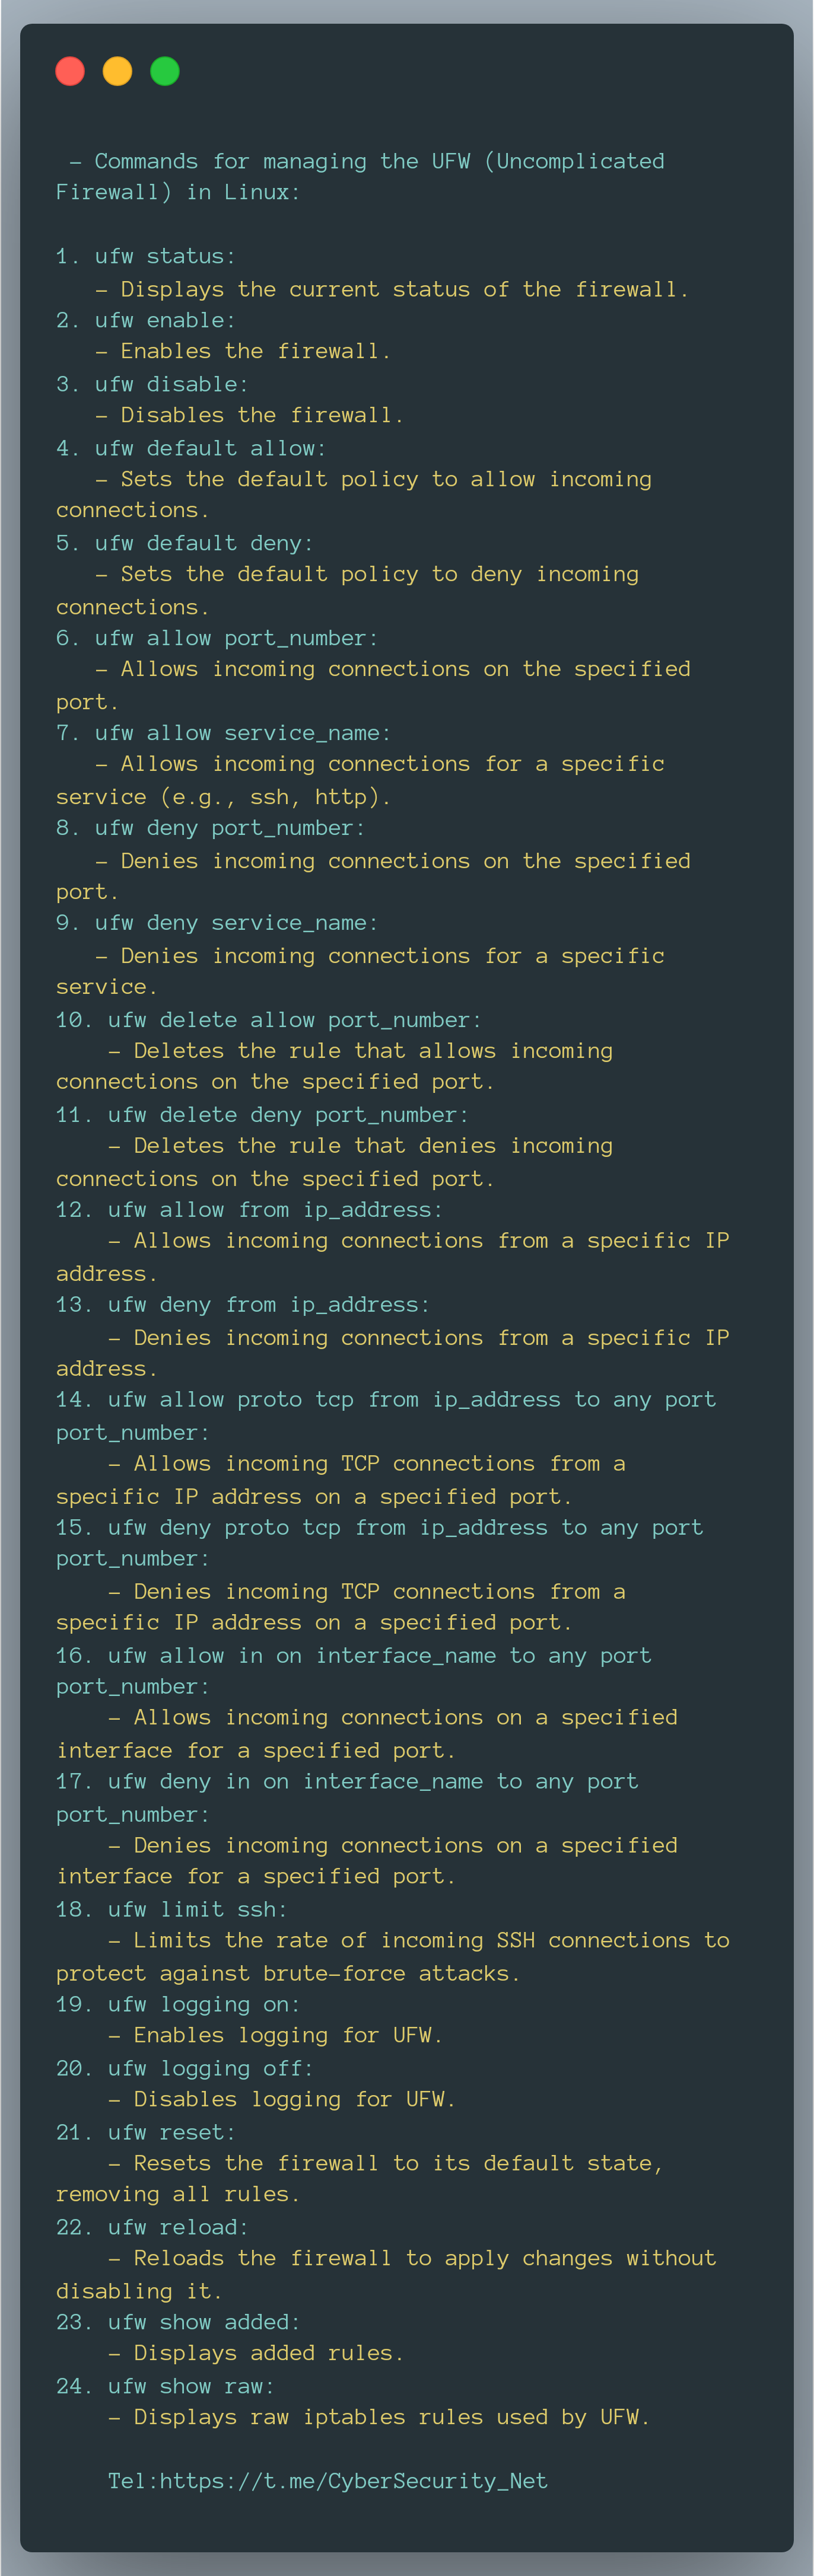 - Commands for managing the UFW (Uncomplicated
Firewall) in Linux:
1. ufw status:
- Displays the current status of the firewall.
2. ufw enable:
- Enables the firewall.
3. ufw disable:
- Disables the firewall.
4. ufw default allow:
- Sets the default policy to allow incoming
connections.
5. ufw default deny:
- Sets the default policy to deny incoming
connections.
6. ufw allow port_number:
- Allows incoming connections on the specified
port.
7. ufw allow service_name:
- Allows incoming connections for a specific
service (e.g., ssh, http).
8. ufw deny port_number:
- Denies incoming connections on the specified
port.
9. ufw deny service_name:
- Denies incoming connections for a specific
service.
10. ufw delete allow port_number:
- Deletes the rule that allows incoming
connections on the specified port.
11. ufw delete deny port_number:
- Deletes the rule that denies incoming
connections on the specified port.
12. ufw allow from ip_address:
- Allows incoming connections from a specific IP
address.
13. ufw deny from ip_address:
- Denies incoming connections from a specific IP
address.
14. ufw allow proto tcp from ip_address to any port
port_number:
- Allows incoming TCP connections from a
specific IP address on a specified port.
15. ufw deny proto tcp from ip_address to any port
port_number:
- Denies incoming TCP connections from a
specific IP address on a specified port.
16. ufw allow in on interface_name to any port
port_number:
- Allows incoming connections on a specified
interface for a specified port.
17. ufw deny in on interface_name to any port
port_number:
- Denies incoming connections on a specified
interface for a specified port.
18. ufw limit ssh:
- Limits the rate of incoming SSH connections to
protect against brute-force attacks.
19. ufw logging on:
- Enables logging for UFW.
20. ufw logging off:
- Disables logging for UFW.
21. ufw reset:
- Resets the firewall to its default state,
removing all rules.
22. ufw reload:
- Reloads the firewall to apply changes without
disabling it.
23. ufw show added:
- Displays added rules.
24. ufw show raw:
- Displays raw iptables rules used by UFW.
Tel:https://t.me/CyberSecurity_Net